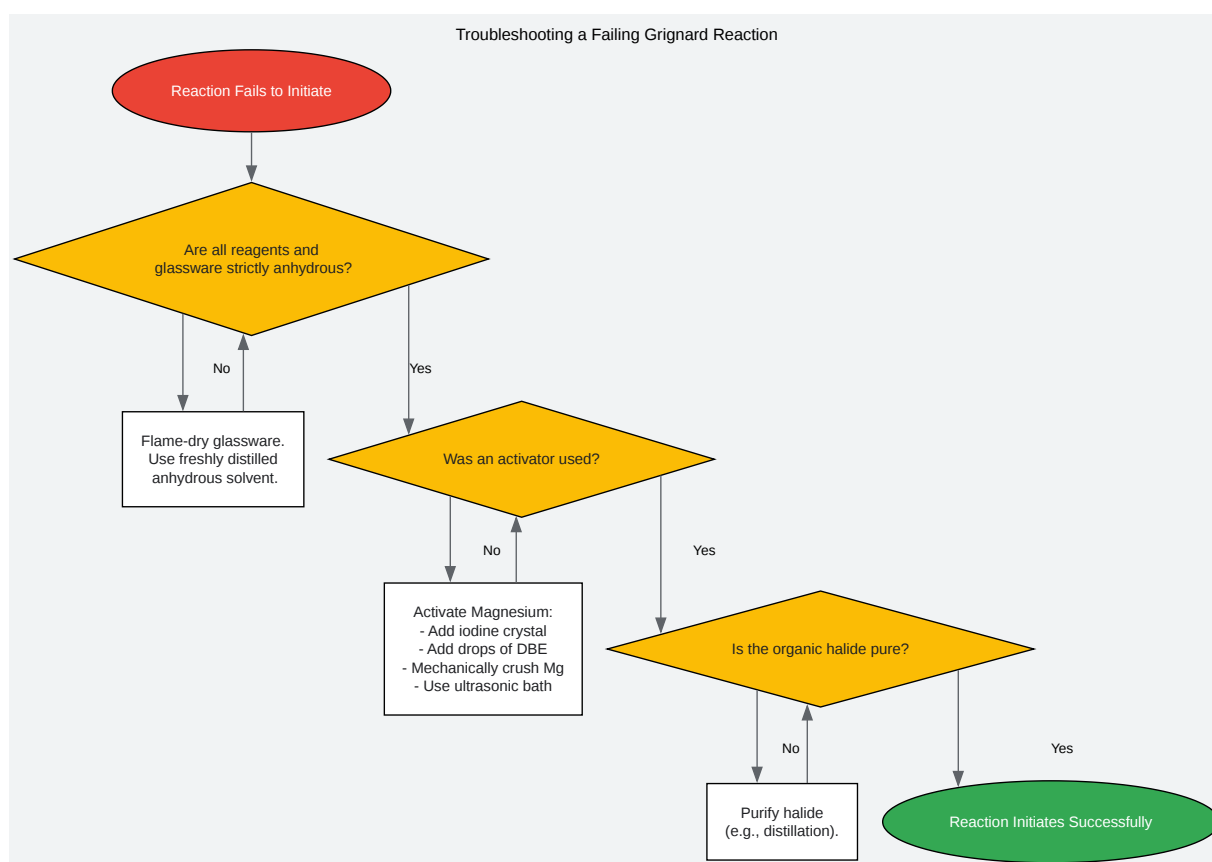 Troubleshooting a Failing Grignard Reaction
Reaction Fails to Initiate
Are all reagents and
glassware strictly anhydrous?
No
Yes
Flame-dry glassware.
Use freshly distilled
anhydrous solvent.
Was an activator used?
No
Yes
Activate Magnesium:
- Add iodine crystal
- Add drops of DBE
- Mechanically crush Mg
- Use ultrasonic bath
Is the organic halide pure?
No
Yes
Purify halide
(e.g., distillation).
Reaction Initiates Successfully